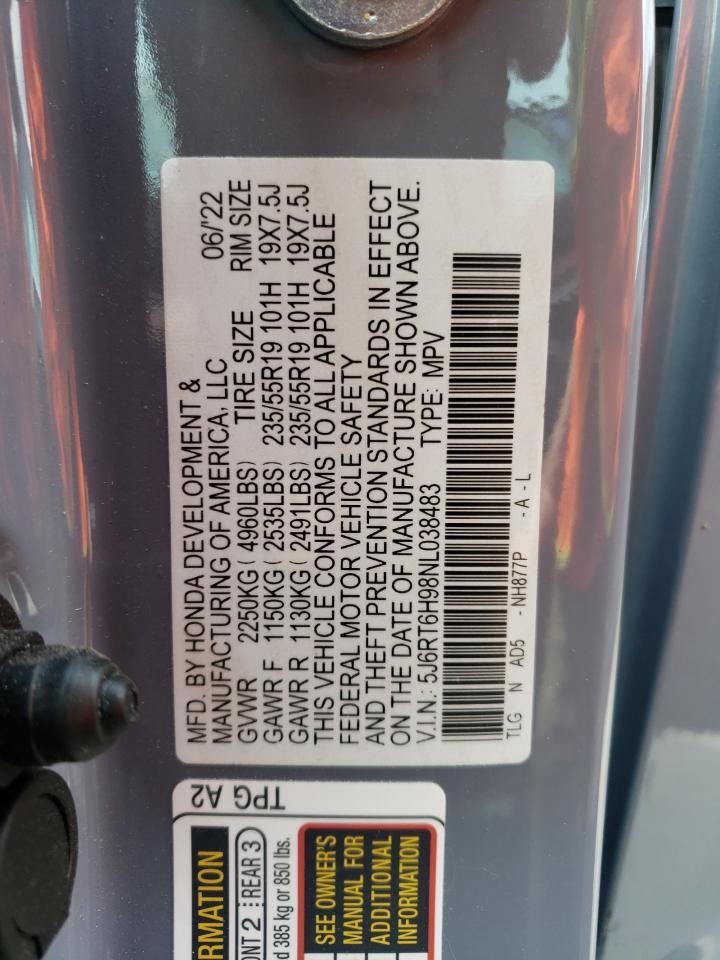 MFD. BY HONDA DEVELOPMENT &
MANUFACTURING OF AMERICA, LLC 06/'22
GVWR 2250KG( 4960LBS) TIRE SIZE RIM SIZE
GAWR F 1150KG( 2535LBS) 235/55R19 101H 19X7.5J
GAWR R 1130KG( 2491LBS) 235/55R19 101H 19X7.5J
THIS VEHICLE CONFORMS TO ALL APPLICABLE
FEDERAL MOTOR VEHICLE SAFETY
AND THEFT PREVENTION STANDARDS IN EFFECT
ON THE DATE OF MANUFACTURE SHOWN ABOVE.
V.I.N.: 5J6RT6H98NL038483 TYPE: MPV
TLG N AD5 - NH877P - A - L
TPG A2
RMATION
ONT 2 REAR 3
d 385 kg or 850 lbs.
SEE OWNER'S
MANUAL FOR
ADDITIONAL
INFORMATION